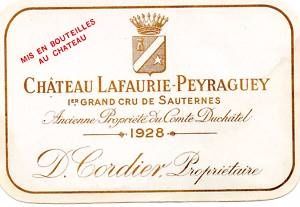 MIS EN BOUTEILLES
AU CHATEAU
CHÂTEAU LAFAURIE-PEYRAGUEY
1ER GRAND CRU DE SAUTERNES
Ancienne Propriété du Comte Duchâtel
1928
D. Cordier, Propriétaire